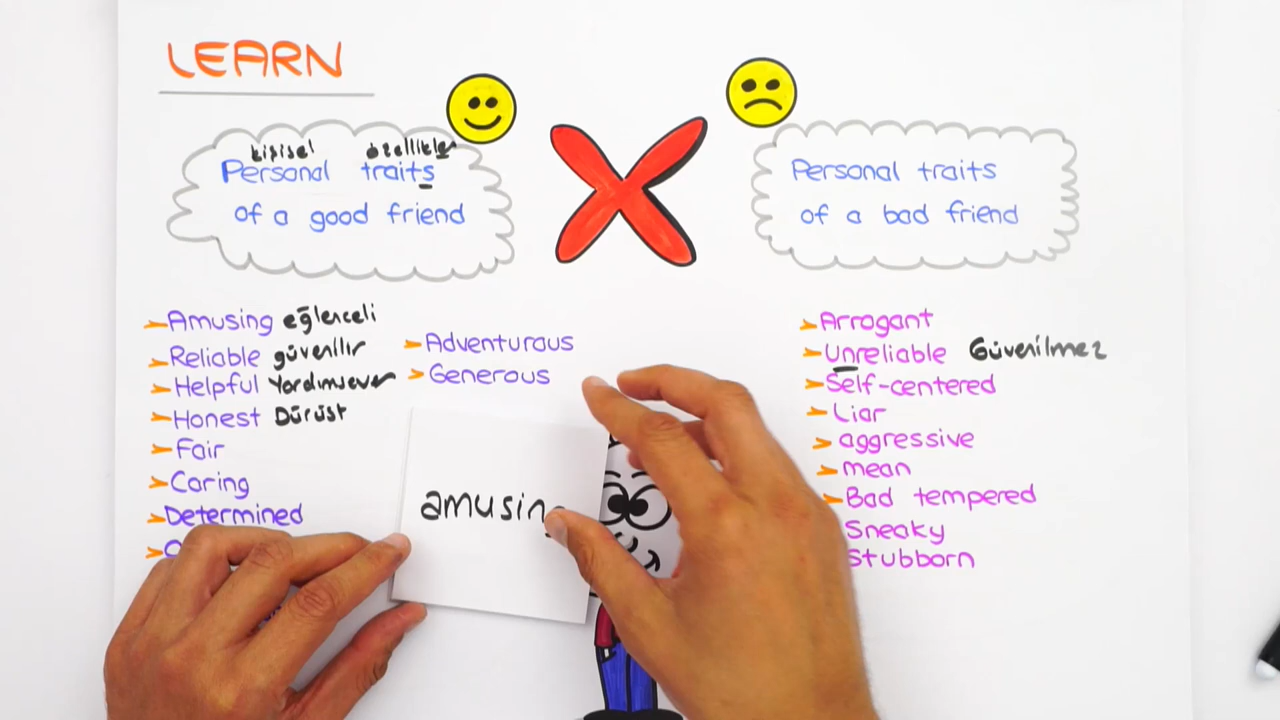 LEARN
kişisel özellikler
Personal traits
of a good friend
Personal traits
of a bad friend
Amusing eğlenceli
Reliable güvenilir
Helpful Yardımsever
Honest Dürüst
Fair
Caring
Determined
Adventurous
Generous
amusing
Arrogant
Unreliable Güvenilmez
Self-centered
Liar
aggressive
mean
Bad tempered
Sneaky
Stubborn